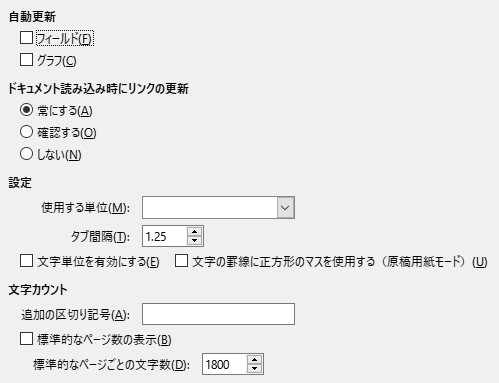 自動更新
フィールド(F)
グラフ(C)
ドキュメント読み込み時にリンクの更新
常にする(A)
確認する(O)
しない(N)
設定
使用する単位(M):
タブ間隔(T): 1.25
文字単位を有効にする(E) 文字の罫線に正方形のマスを使用する（原稿用紙モード）(U)
文字カウント
追加の区切り記号(A):
標準的なページ数の表示(B)
標準的なページごとの文字数(D): 1800